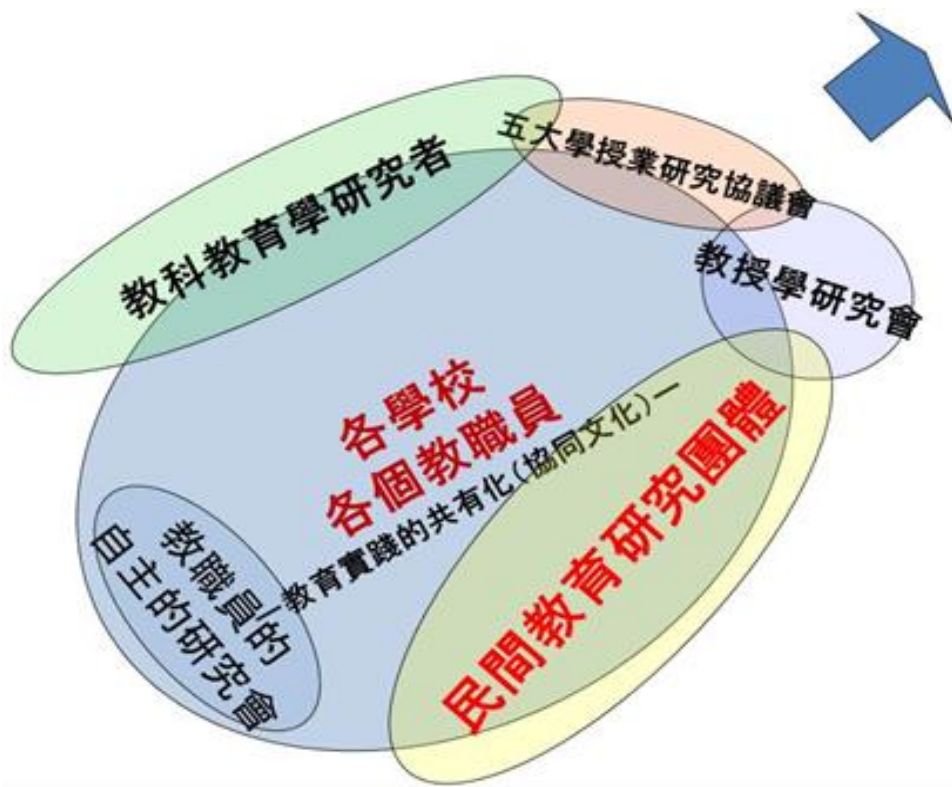 五大學授業研究協議會
教科教育學研究者
教授學研究會
各學校
各個教職員
—教育實踐的共有化(協同文化)—
民間教育研究團體
教職員的
自主的研究會